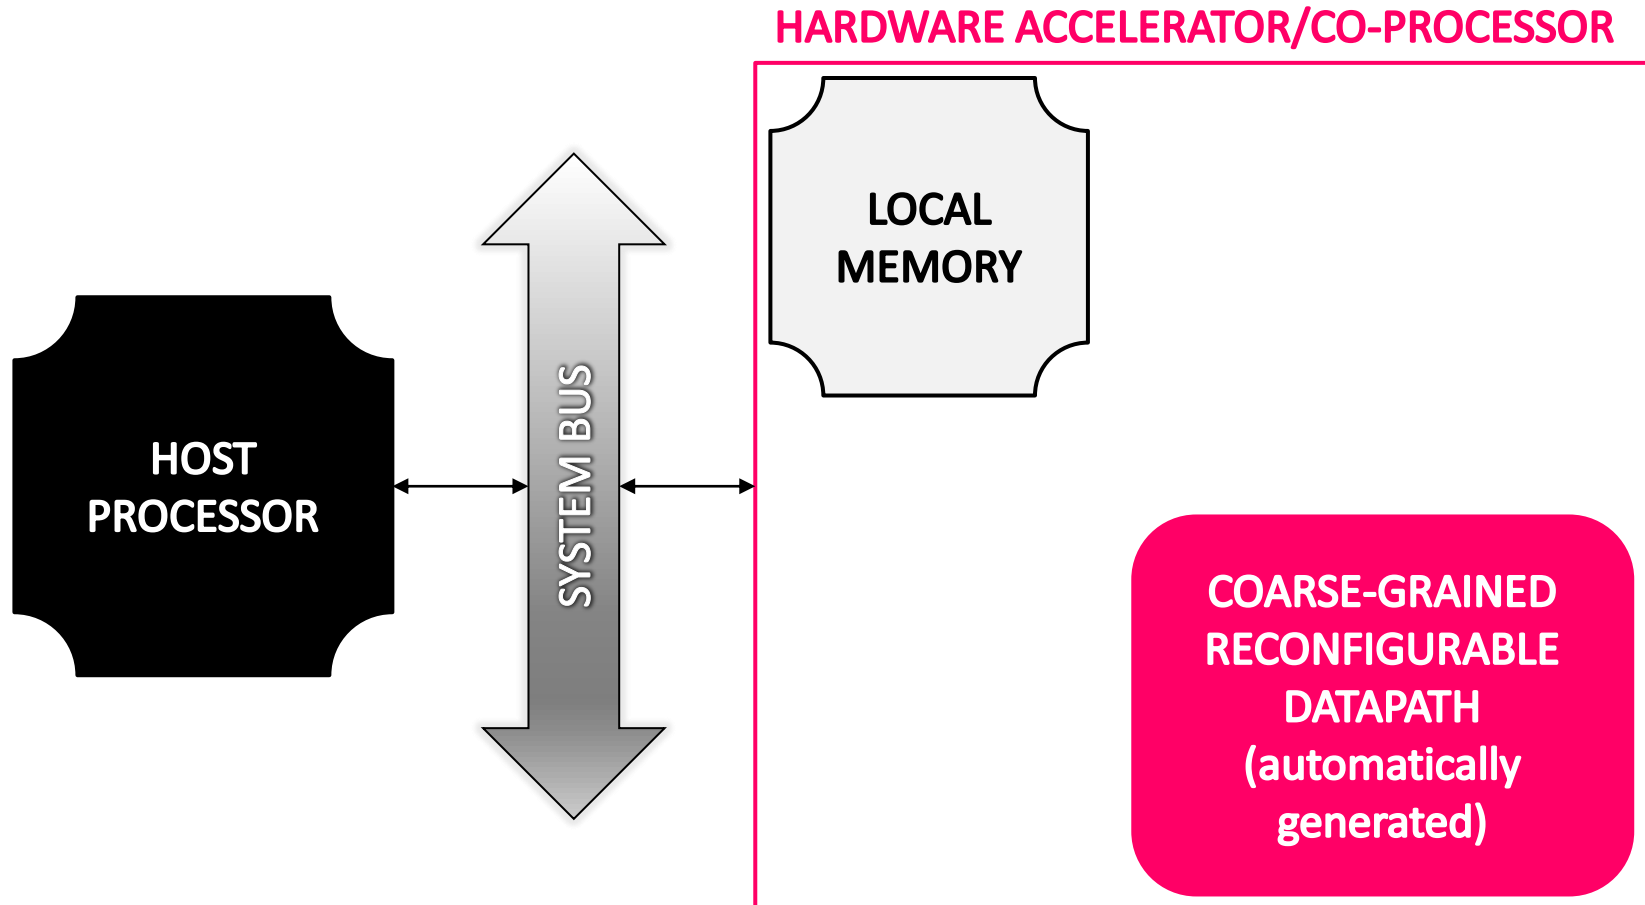 HARDWARE ACCELERATOR/CO-PROCESSOR
LOCAL
MEMORY
HOST
PROCESSOR
SYSTEM BUS
COARSE-GRAINED
RECONFIGURABLE
DATAPATH
(automatically
generated)